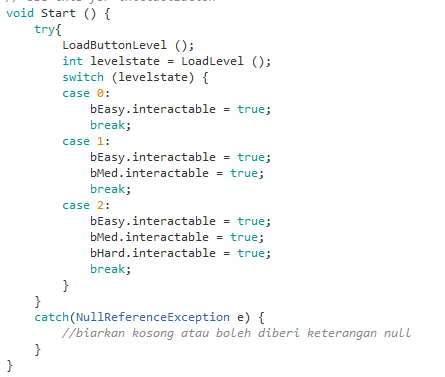 void Start () {
try{
LoadButtonLevel ();
int levelstate = LoadLevel ();
switch (levelstate) {
case 0:
bEasy.interactable = true;
break;
case 1:
bEasy.interactable = true;
bMed.interactable = true;
break;
case 2:
bEasy.interactable = true;
bMed.interactable = true;
bHard.interactable = true;
break;
}
}
catch(NullReferenceException e) {
//biarkan kosong atau boleh diberi keterangan null
}
}